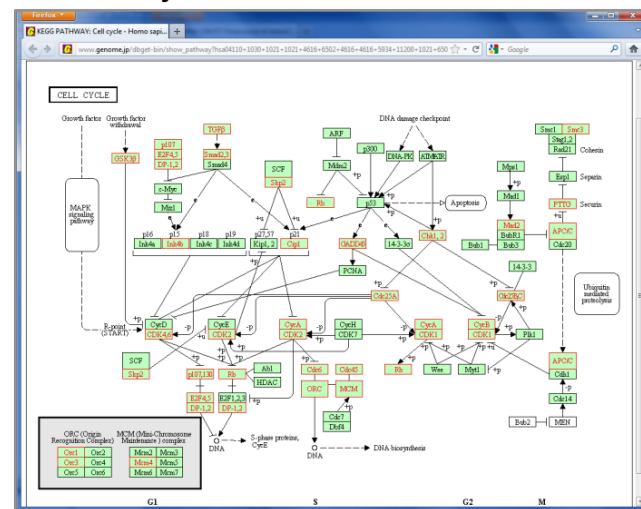 Firefox
KEGG PATHWAY: Cell cycle - Homo sapi...
www.genome.jp/dbget-bin/show_pathway?hsa04110+1030+1021+1021+4616+6502+4616+4616+5934+11200+1021+650
Google
CELL CYCLE
Growth factor
Growth factor withdrawal
TGFβ
DNA damage checkpoint
Smc1 Smc3
Stag1,2
Rad21
Cohesin
ARF
p300
p107
E2F4,5
DP-1,2
Smad2,3
Smad4
GSK3β
SCF
Skp2
Mdm2
DNA-PK
ATM/ATR
Mps1
Esp1
Separin
c-Myc
Miz1
Rb
p53
Apoptosis
Mad1
PTTG
Securin
MAPK signaling pathway
p16 p15 p18 p19 p27,57 p21
Ink4a Ink4b Ink4c Ink4d Kip1, 2 Cip1
GADD45
14-3-3σ
Chk1, 2
Mad2
BubR1
Bub1
Bub3
APC/C
Cdc20
PCNA
14-3-3
Cdc25A
Cdc25B,C
Ubiquitin mediated proteolysis
R-point (START)
CycD
CDK4,6
CycE
CDK2
CycA
CDK2
CycH
CDK7
CycA
CDK1
CycB
CDK1
Plk1
SCF
Skp2
p107,130
Rb
Abl
HDAC
Cdc6
Cdc45
Rb
Wee
Myt1
APC/C
Cdh1
E2F4,5
DP-1,2
E2F1,2,3
DP-1,2
ORC
MCM
Cdc7
Dbf4
Cdc14
Bub2
MEN
DNA
S-phase proteins, CycE
DNA
DNA biosynthesis
ORC (Origin Recognition Complex)
MCM (Mini-Chromosome Maintenance) complex
Orc1 Orc2 Mcm2 Mcm3
Orc3 Orc4 Mcm4 Mcm5
Orc5 Orc6 Mcm6 Mcm7
G1 S G2 M